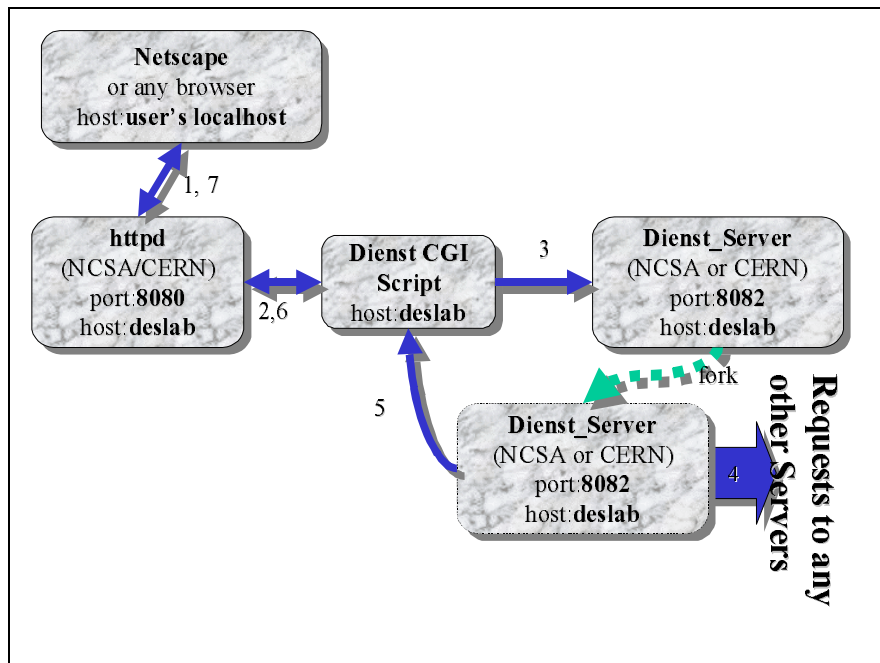 Netscape
or any browser
host:user's localhost
1, 7
httpd
(NCSA/CERN)
port:8080
host:deslab
2,6
Dienst CGI
Script
host:deslab
3
Dienst_Server
(NCSA or CERN)
port:8082
host:deslab
fork
5
Dienst_Server
(NCSA or CERN)
port:8082
host:deslab
4
Requests to any
other Servers